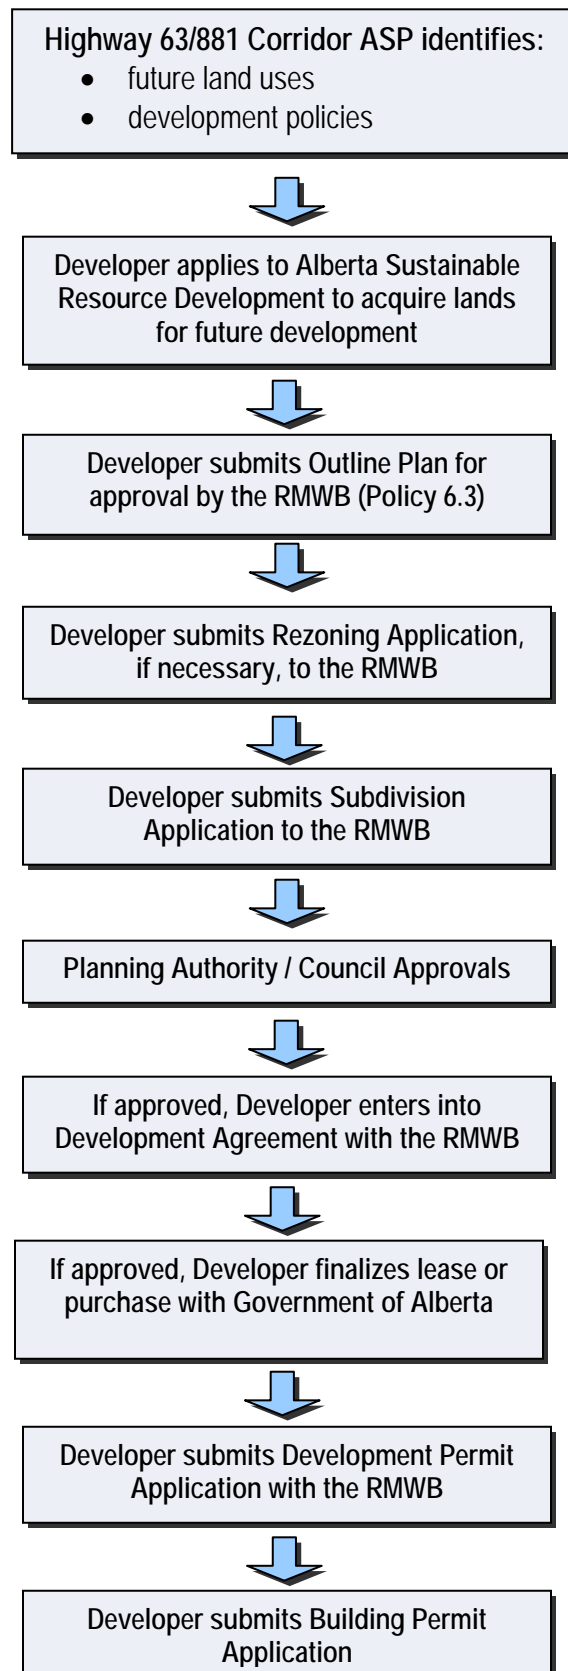 Highway 63/881 Corridor ASP identifies:
• future land uses
• development policies
Developer applies to Alberta Sustainable
Resource Development to acquire lands
for future development
Developer submits Outline Plan for
approval by the RMWB (Policy 6.3)
Developer submits Rezoning Application,
if necessary, to the RMWB
Developer submits Subdivision
Application to the RMWB
Planning Authority / Council Approvals
If approved, Developer enters into
Development Agreement with the RMWB
If approved, Developer finalizes lease or
purchase with Government of Alberta
Developer submits Development Permit
Application with the RMWB
Developer submits Building Permit
Application